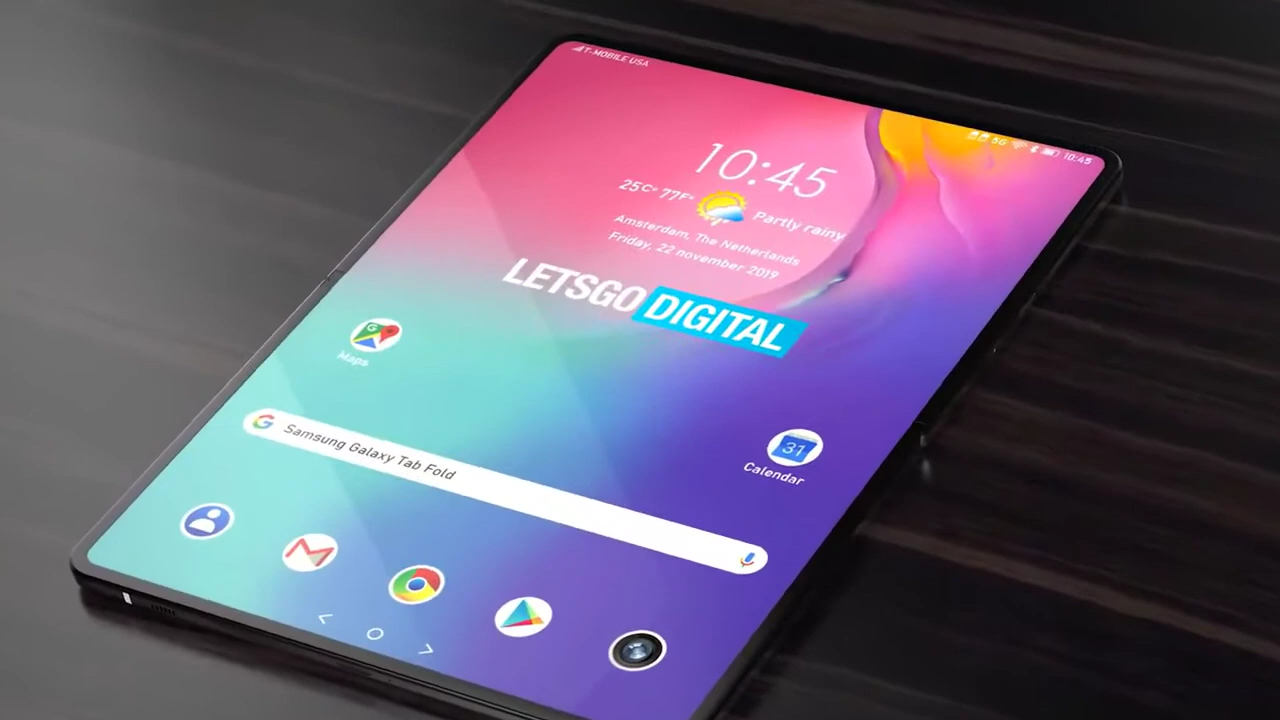 T-MOBILE USA
5G 10:45
10:45
25C° 77F° Partly rainy
Amsterdam, The Netherlands
Friday, 22 november 2019
LETSGO DIGITAL
Maps
31
Calendar
G Samsung Galaxy Tab Fold